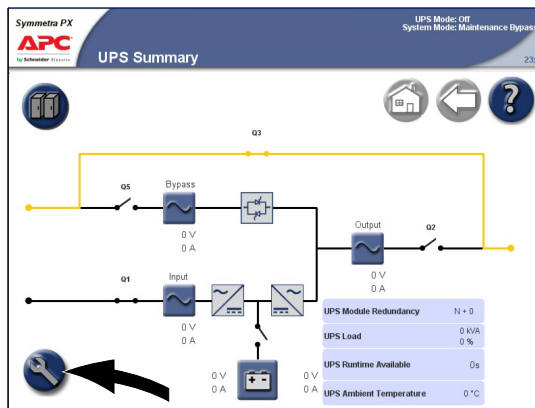 Symmetra PX
APC
by Schneider Electric
UPS Summary
UPS Mode: Off
System Mode: Maintenance Bypass
23:
?
Q3
Q5
Bypass
0 V
0 A
Output
Q2
0 V
0 A
Q1
Input
0 V
0 A
0 V
0 A
0 V
0 A
UPS Module Redundancy N + 0
UPS Load 0 kVA
0 %
UPS Runtime Available 0s
UPS Ambient Temperature 0 °C